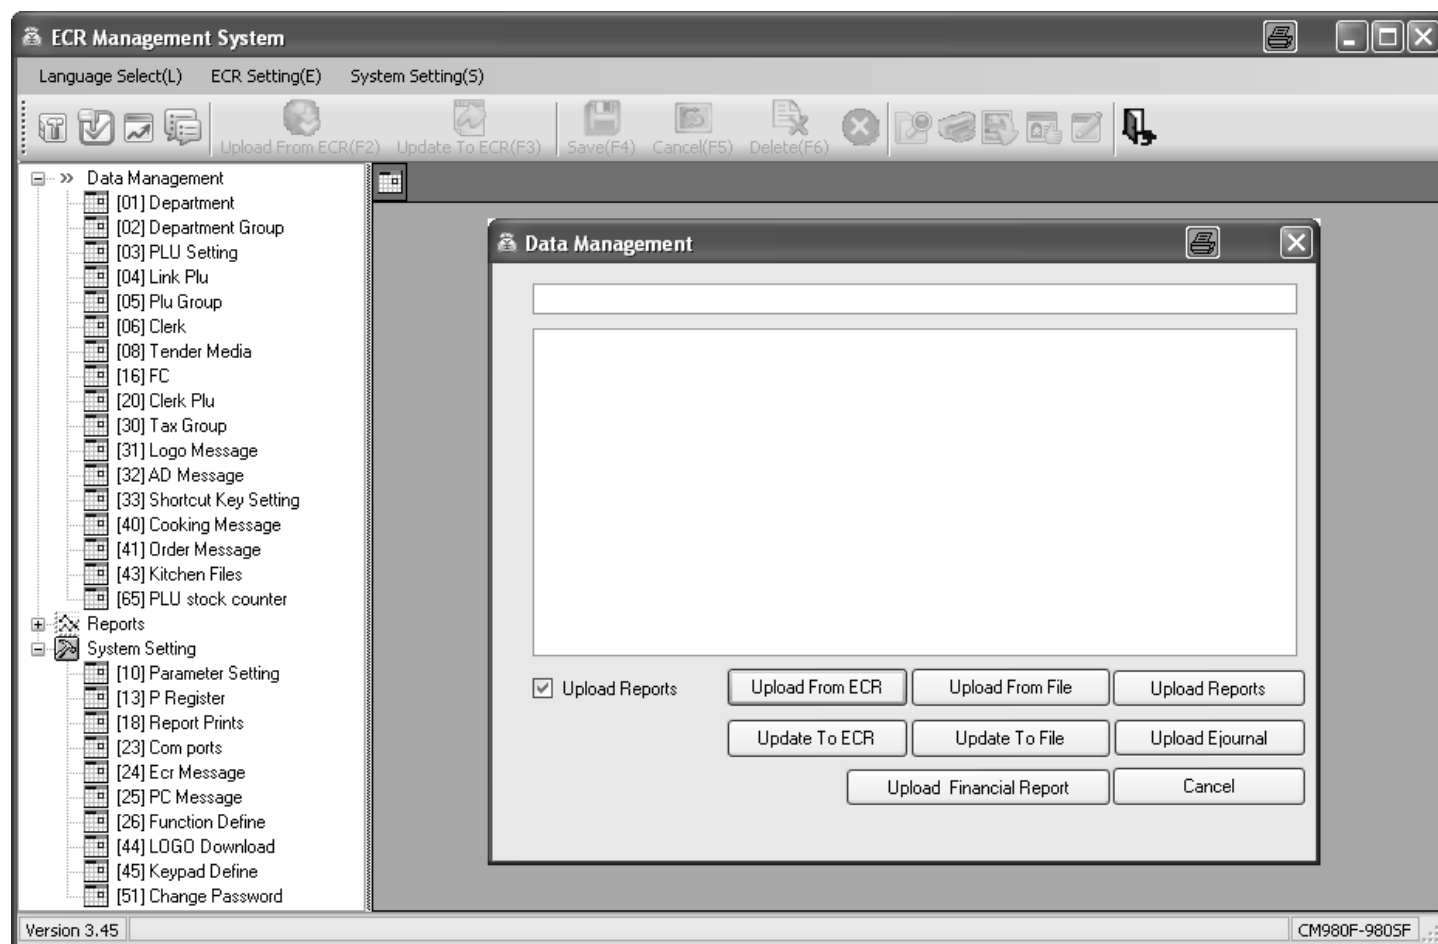 ECR Management System
Language Select(L) ECR Setting(E) System Setting(S)
Upload From ECR(F2) Update To ECR(F3) Save(F4) Cancel(F5) Delete(F6)
Data Management
[01] Department
[02] Department Group
[03] PLU Setting
[04] Link Plu
[05] Plu Group
[06] Clerk
[08] Tender Media
[16] FC
[20] Clerk Plu
[30] Tax Group
[31] Logo Message
[32] AD Message
[33] Shortcut Key Setting
[40] Cooking Message
[41] Order Message
[43] Kitchen Files
[65] PLU stock counter
Reports
System Setting
[10] Parameter Setting
[13] P Register
[18] Report Prints
[23] Com ports
[24] Ecr Message
[25] PC Message
[26] Function Define
[44] LOGO Download
[45] Keypad Define
[51] Change Password
Data Management
Upload Reports Upload From ECR Upload From File Upload Reports
Update To ECR Update To File Upload Ejournal
Upload Financial Report Cancel
Version 3.45 CM980F-980SF